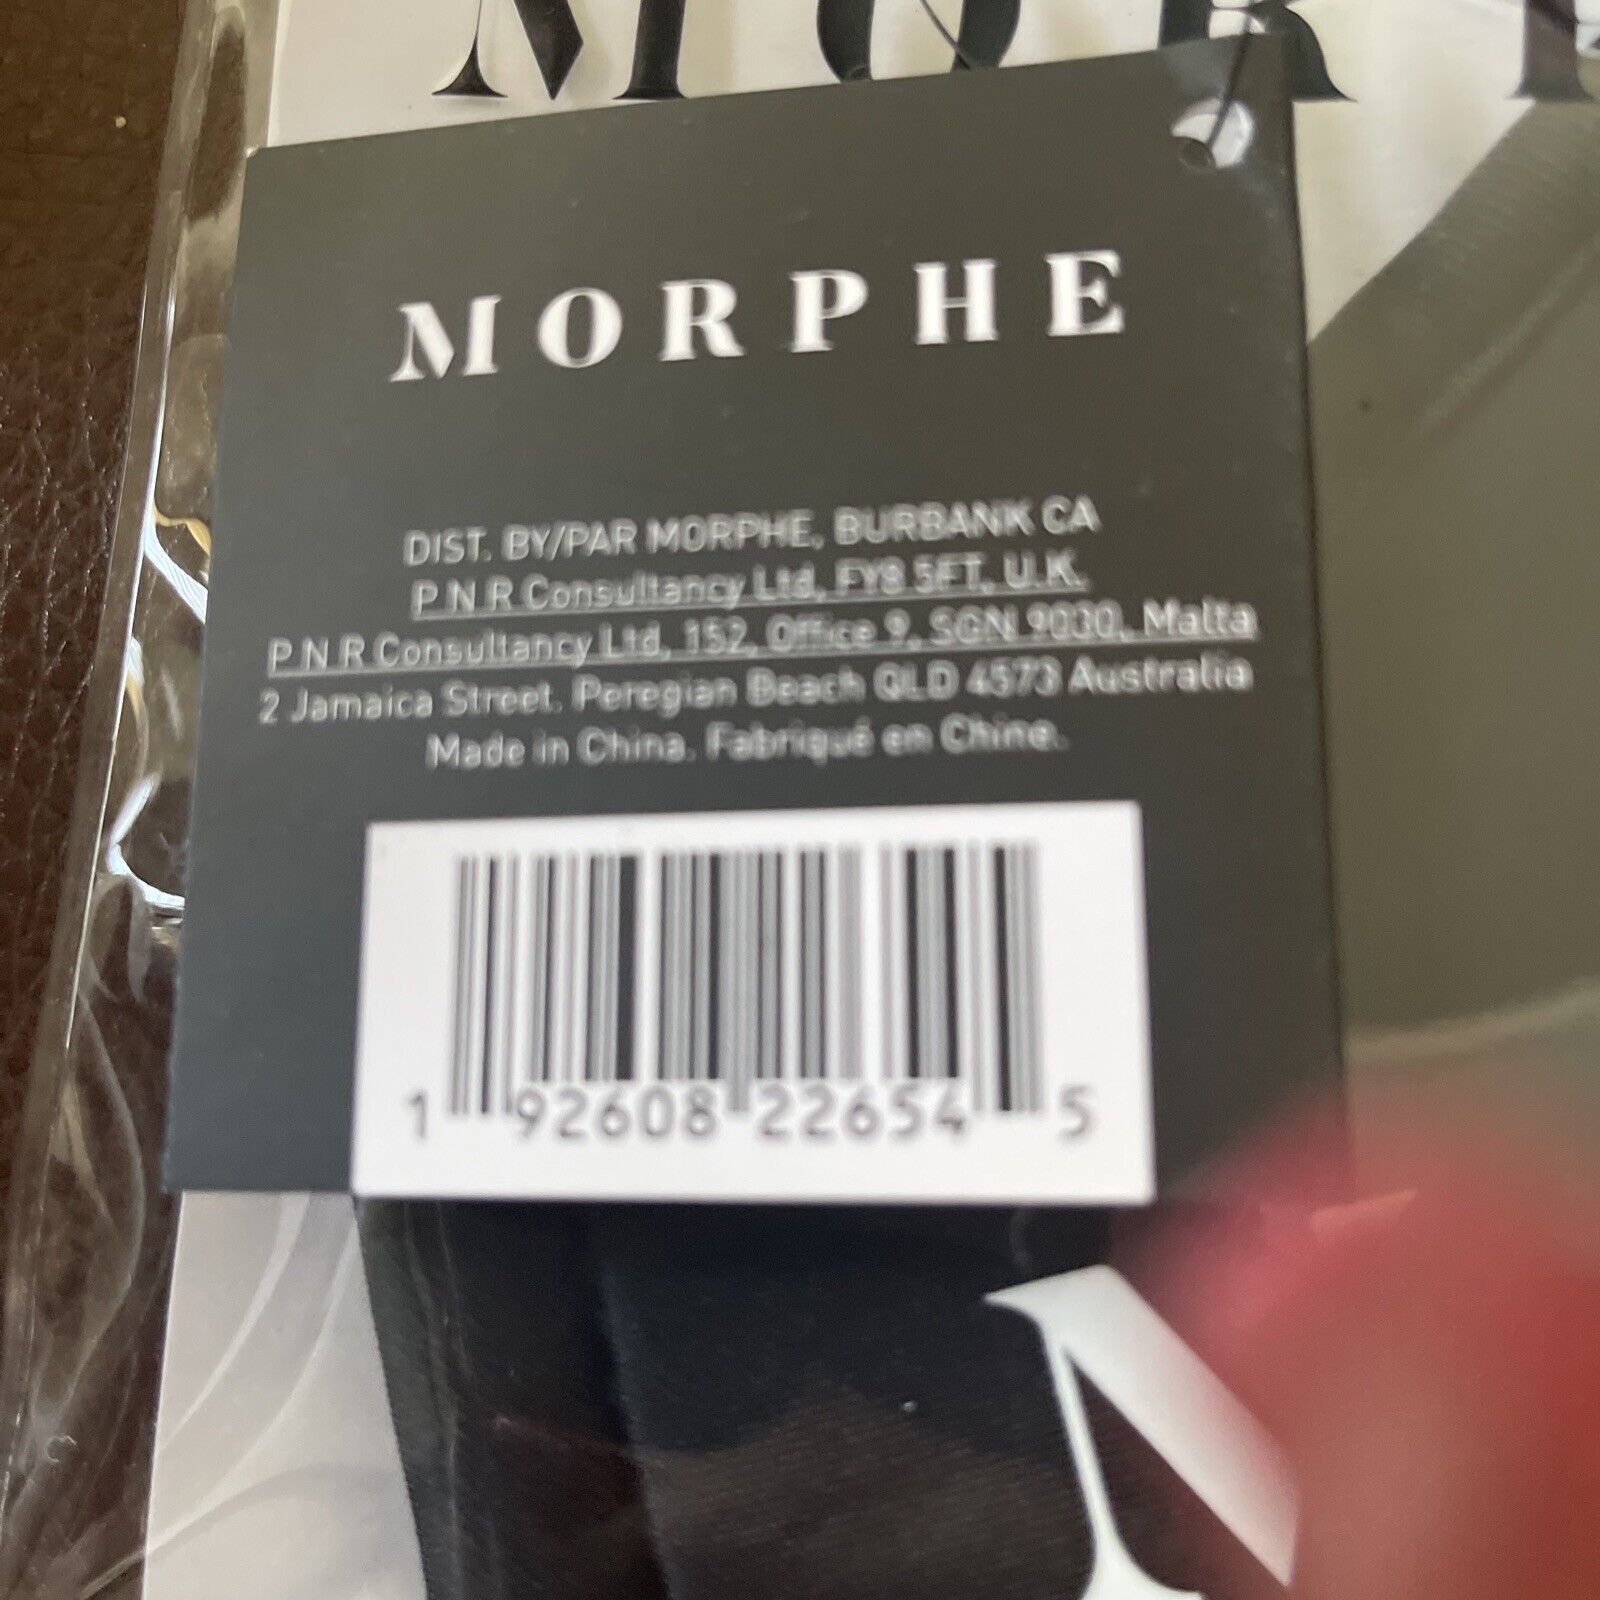 MORPHE
DIST. BY/PAR MORPHE, BURBANK CA
P N R Consultancy Ltd, FY8 5FT, U.K.
P N R Consultancy Ltd, 152, Office 9, SGN 9030, Malta
2 Jamaica Street. Peregian Beach QLD 4573 Australia
Made in China. Fabriqué en Chine.
1 92608 22654 5